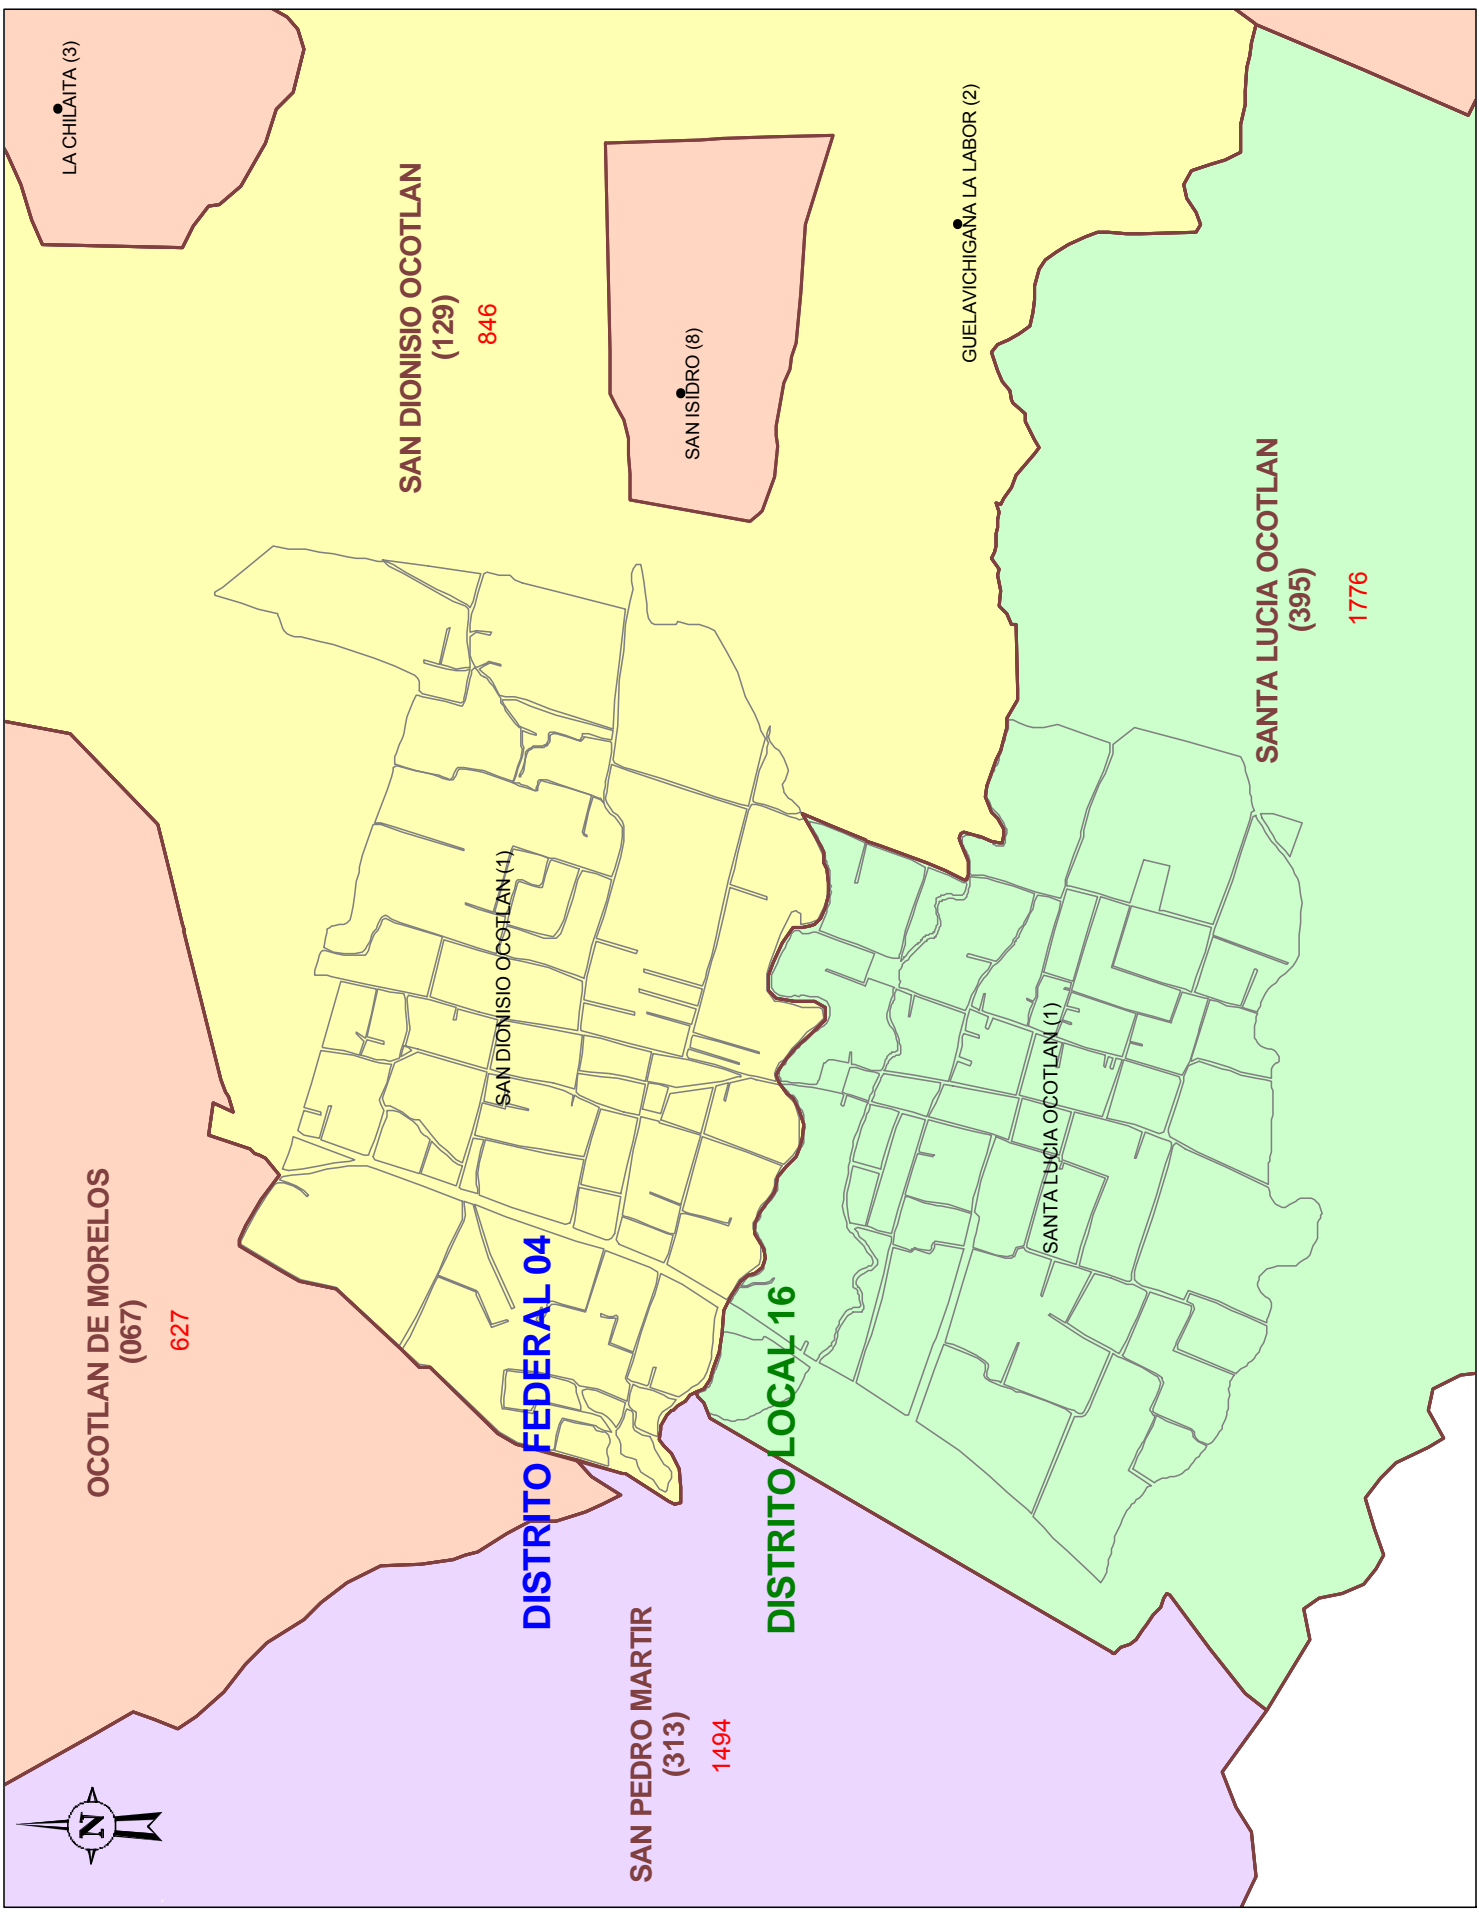 LA CHILAITA (3)
SAN DIONISIO OCOTLAN
(129)
846
SAN ISIDRO (8)
GUELAVICHIGANA LA LABOR (2)
SANTA LUCIA OCOTLAN
(395)
1776
OCOTLAN DE MORELOS
(067)
627
SAN DIONISIO OCOTLAN (1)
SANTA LUCIA OCOTLAN (1)
DISTRITO FEDERAL 04
DISTRITO LOCAL 16
SAN PEDRO MARTIR
(313)
1494
N